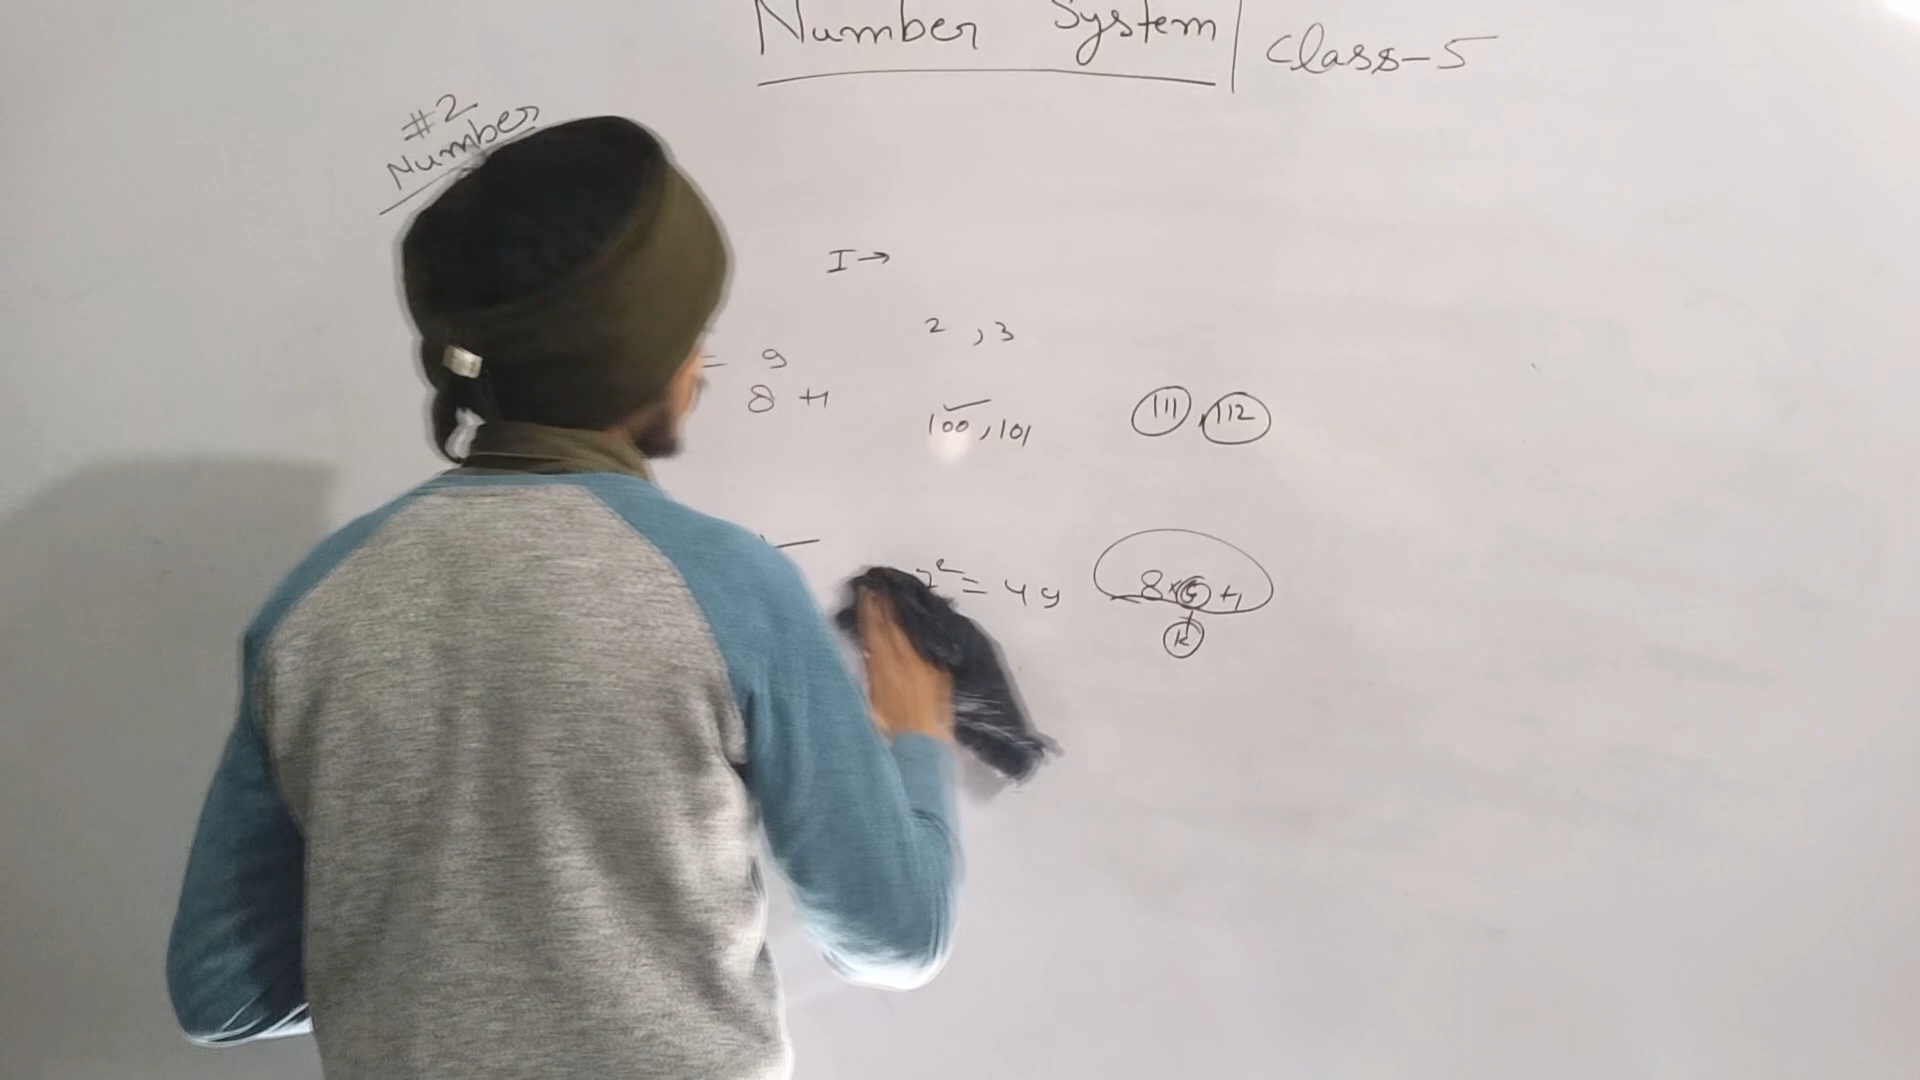 Number System | Class-5
#2
Number
I→
2 , 3
= 9
8 +1
100, 101
111, 112
7² = 49
8×6 +1
k